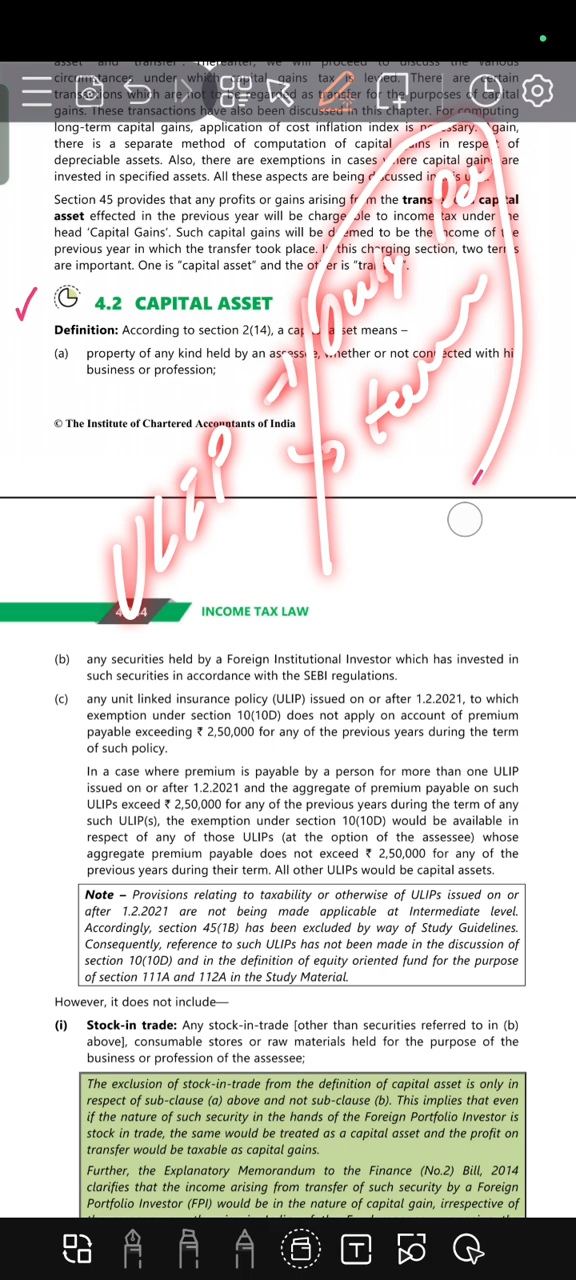 asset and transfer. Thereafter, we will proceed to discuss the various
circumstances under which capital gains tax is levied. There are certain
transactions which are not to be regarded as transfer for the purposes of capital
gains. These transactions have also been discussed in this chapter. For computing
long-term capital gains, application of cost inflation index is necessary. Again,
there is a separate method of computation of capital gains in respect of
depreciable assets. Also, there are exemptions in cases where capital gains are
invested in specified assets. All these aspects are being discussed in this u
Section 45 provides that any profits or gains arising from the trans capital
asset effected in the previous year will be chargeable to income tax under the
head ‘Capital Gains’. Such capital gains will be deemed to be the income of the
previous year in which the transfer took place. In this charging section, two terms
are important. One is “capital asset” and the other is “tra ”.
4.2 CAPITAL ASSET
Definition: According to section 2(14), a capital asset means –
(a) property of any kind held by an assessee, whether or not connected with hi
business or profession;
© The Institute of Chartered Accountants of India
ULIP
term
4 INCOME TAX LAW
(b) any securities held by a Foreign Institutional Investor which has invested in
such securities in accordance with the SEBI regulations.
(c) any unit linked insurance policy (ULIP) issued on or after 1.2.2021, to which
exemption under section 10(10D) does not apply on account of premium
payable exceeding ₹ 2,50,000 for any of the previous years during the term
of such policy.
In a case where premium is payable by a person for more than one ULIP
issued on or after 1.2.2021 and the aggregate of premium payable on such
ULIPs exceed ₹ 2,50,000 for any of the previous years during the term of any
such ULIP(s), the exemption under section 10(10D) would be available in
respect of any of those ULIPs (at the option of the assessee) whose
aggregate premium payable does not exceed ₹ 2,50,000 for any of the
previous years during their term. All other ULIPs would be capital assets.
Note – Provisions relating to taxability or otherwise of ULIPs issued on or
after 1.2.2021 are not being made applicable at Intermediate level.
Accordingly, section 45(1B) has been excluded by way of Study Guidelines.
Consequently, reference to such ULIPs has not been made in the discussion of
section 10(10D) and in the definition of equity oriented fund for the purpose
of section 111A and 112A in the Study Material.
However, it does not include—
(i) Stock-in trade: Any stock-in-trade [other than securities referred to in (b)
above], consumable stores or raw materials held for the purpose of the
business or profession of the assessee;
The exclusion of stock-in-trade from the definition of capital asset is only in
respect of sub-clause (a) above and not sub-clause (b). This implies that even
if the nature of such security in the hands of the Foreign Portfolio Investor is
stock in trade, the same would be treated as a capital asset and the profit on
transfer would be taxable as capital gains.
Further, the Explanatory Memorandum to the Finance (No.2) Bill, 2014
clarifies that the income arising from transfer of such security by a Foreign
Portfolio Investor (FPI) would be in the nature of capital gain, irrespective of
T